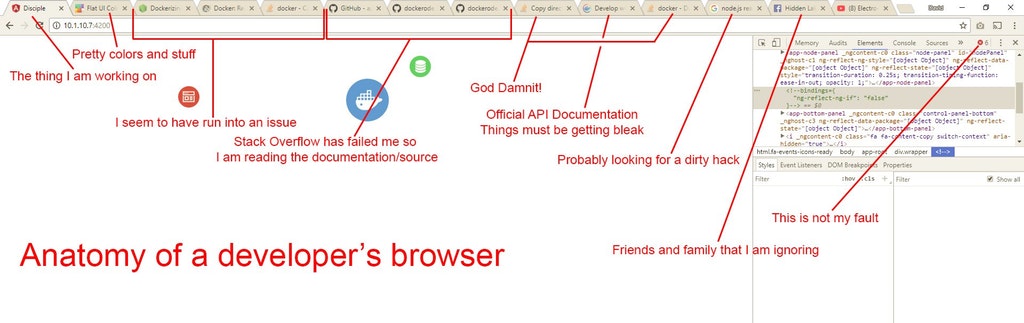 Disciple
Flat UI Col
Dockerizin
Docker: Re
docker - C
GitHub - a
dockerode
dockerode
Copy direc
Develop w
docker - D
node.js rea
Hidden Lar
(8) Electro
David
10.1.10.7:4200
Memory Audits Elements Console Sources » 6
Pretty colors and stuff
The thing I am working on
I seem to have run into an issue
Stack Overflow has failed me so
I am reading the documentation/source
God Damnit!
Official API Documentation
Things must be getting bleak
Probably looking for a dirty hack
Friends and family that I am ignoring
This is not my fault
Anatomy of a developer's browser
<app-node-panel _ngcontent-c0 class="node-panel" id="nodePanel"
_nghost-c1 ng-reflect-ng-style="[object Object]" ng-reflect-data-
package="[object Object]" ng-reflect-state="[object Object]"
style="transition-duration: 0.25s; transition-timing-function:
ease-in-out; opacity: 1;">…</app-node-panel>
<!--bindings={
"ng-reflect-ng-if": "false"
}--> == $0
<app-bottom-panel _ngcontent-c0 class="control-panel-bottom"
_nghost-c3 ng-reflect-data-package="[object Object]" ng-reflect-
state="[object Object]">…</app-bottom-panel>
<i _ngcontent-c0 class="fa fa-content-copy switch-context" aria-
hidden="true">…</i>
html.fa-events-icons-ready body app-root div.wrapper <!-->
Styles Event Listeners DOM Breakpoints Properties
Filter :hov .cls +
Filter Show all